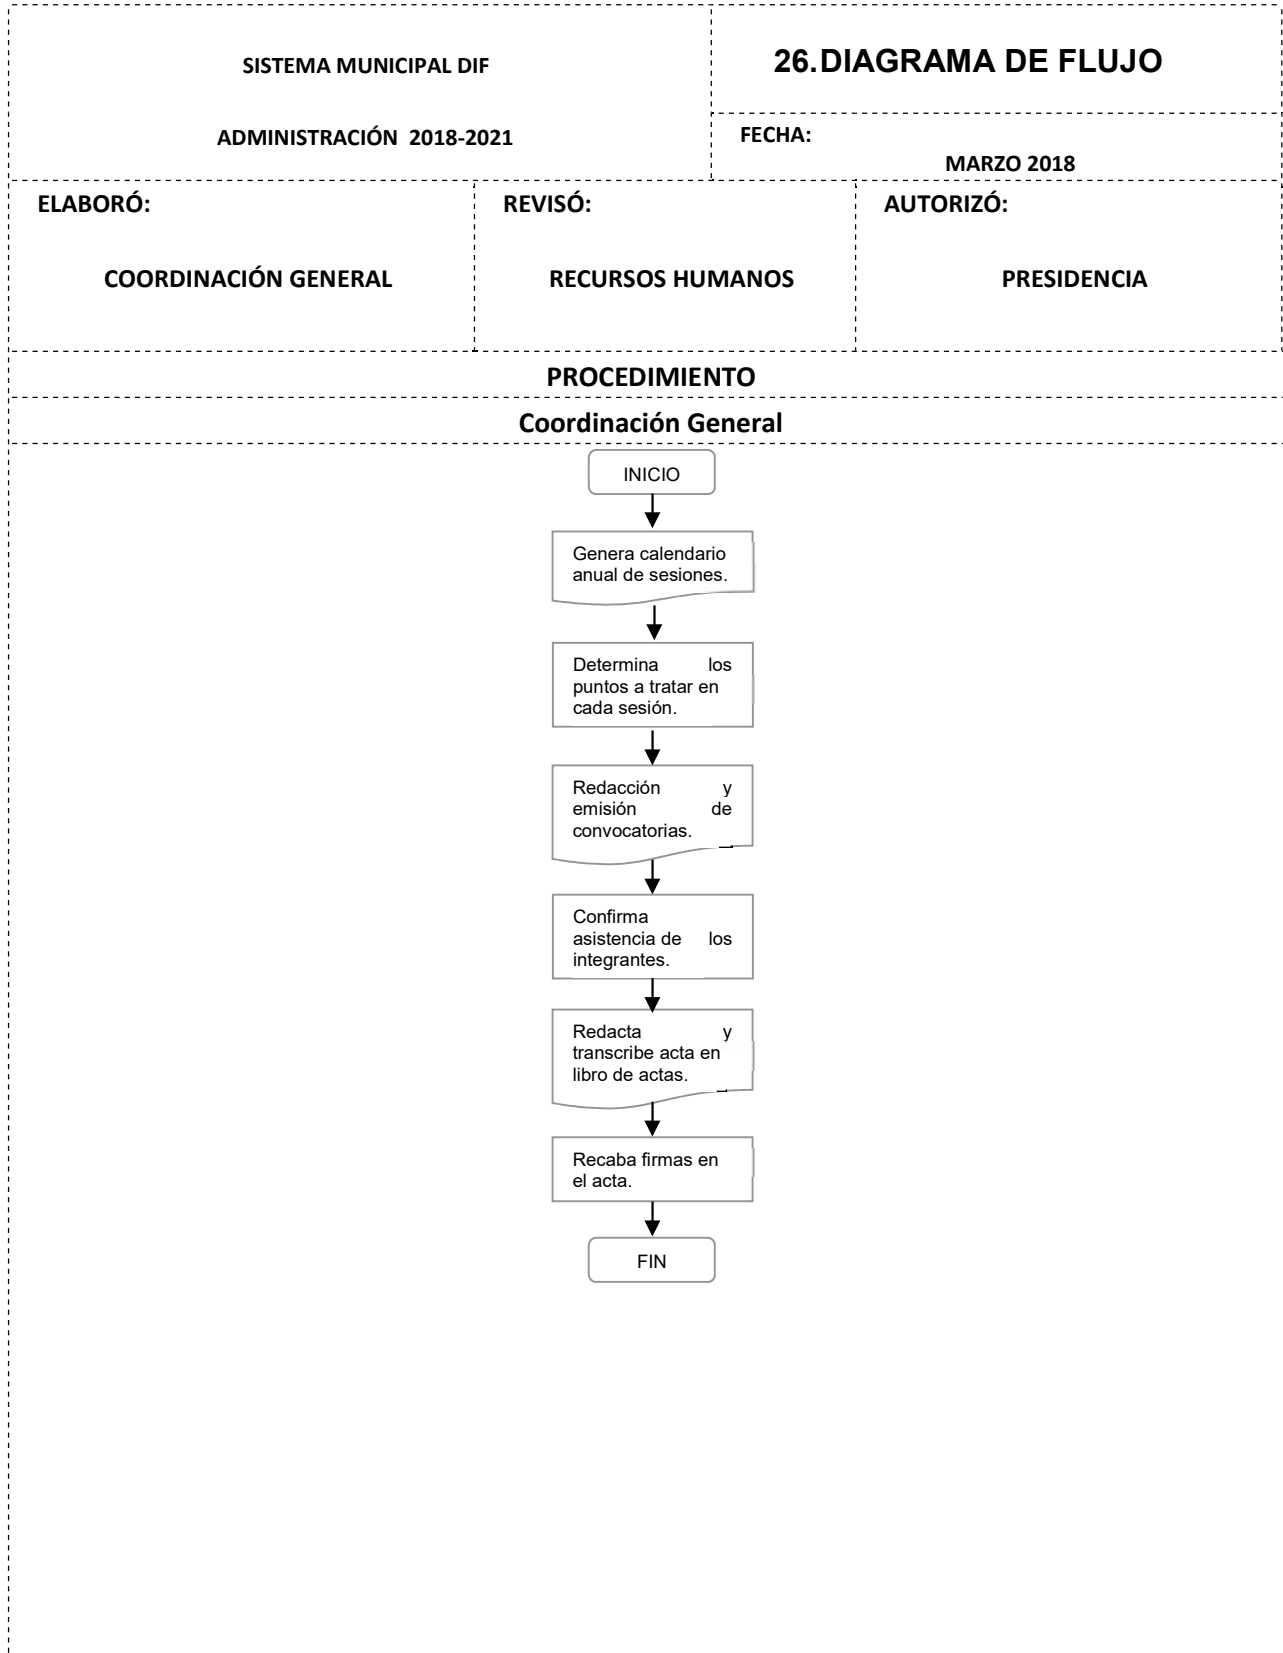 SISTEMA MUNICIPAL DIF
ADMINISTRACIÓN 2018-2021
26.DIAGRAMA DE FLUJO
FECHA:
MARZO 2018
ELABORÓ:
COORDINACIÓN GENERAL
REVISÓ:
RECURSOS HUMANOS
AUTORIZÓ:
PRESIDENCIA
PROCEDIMIENTO
Coordinación General
INICIO
Genera calendario
anual de sesiones.
Determina los
puntos a tratar en
cada sesión.
Redacción y
emisión de
convocatorias.
Confirma
asistencia de los
integrantes.
Redacta y
transcribe acta en
libro de actas.
Recaba firmas en
el acta.
FIN